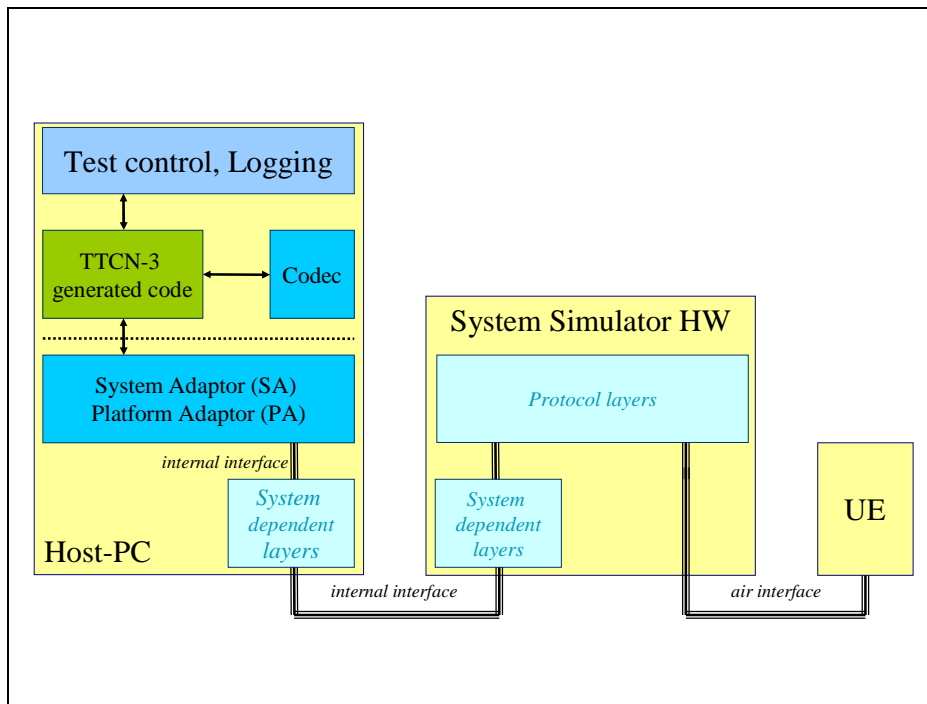 Test control, Logging
TTCN-3
generated code
Codec
System Adaptor (SA)
Platform Adaptor (PA)
internal interface
System
dependent
layers
Host-PC
internal interface
System Simulator HW
Protocol layers
System
dependent
layers
air interface
UE